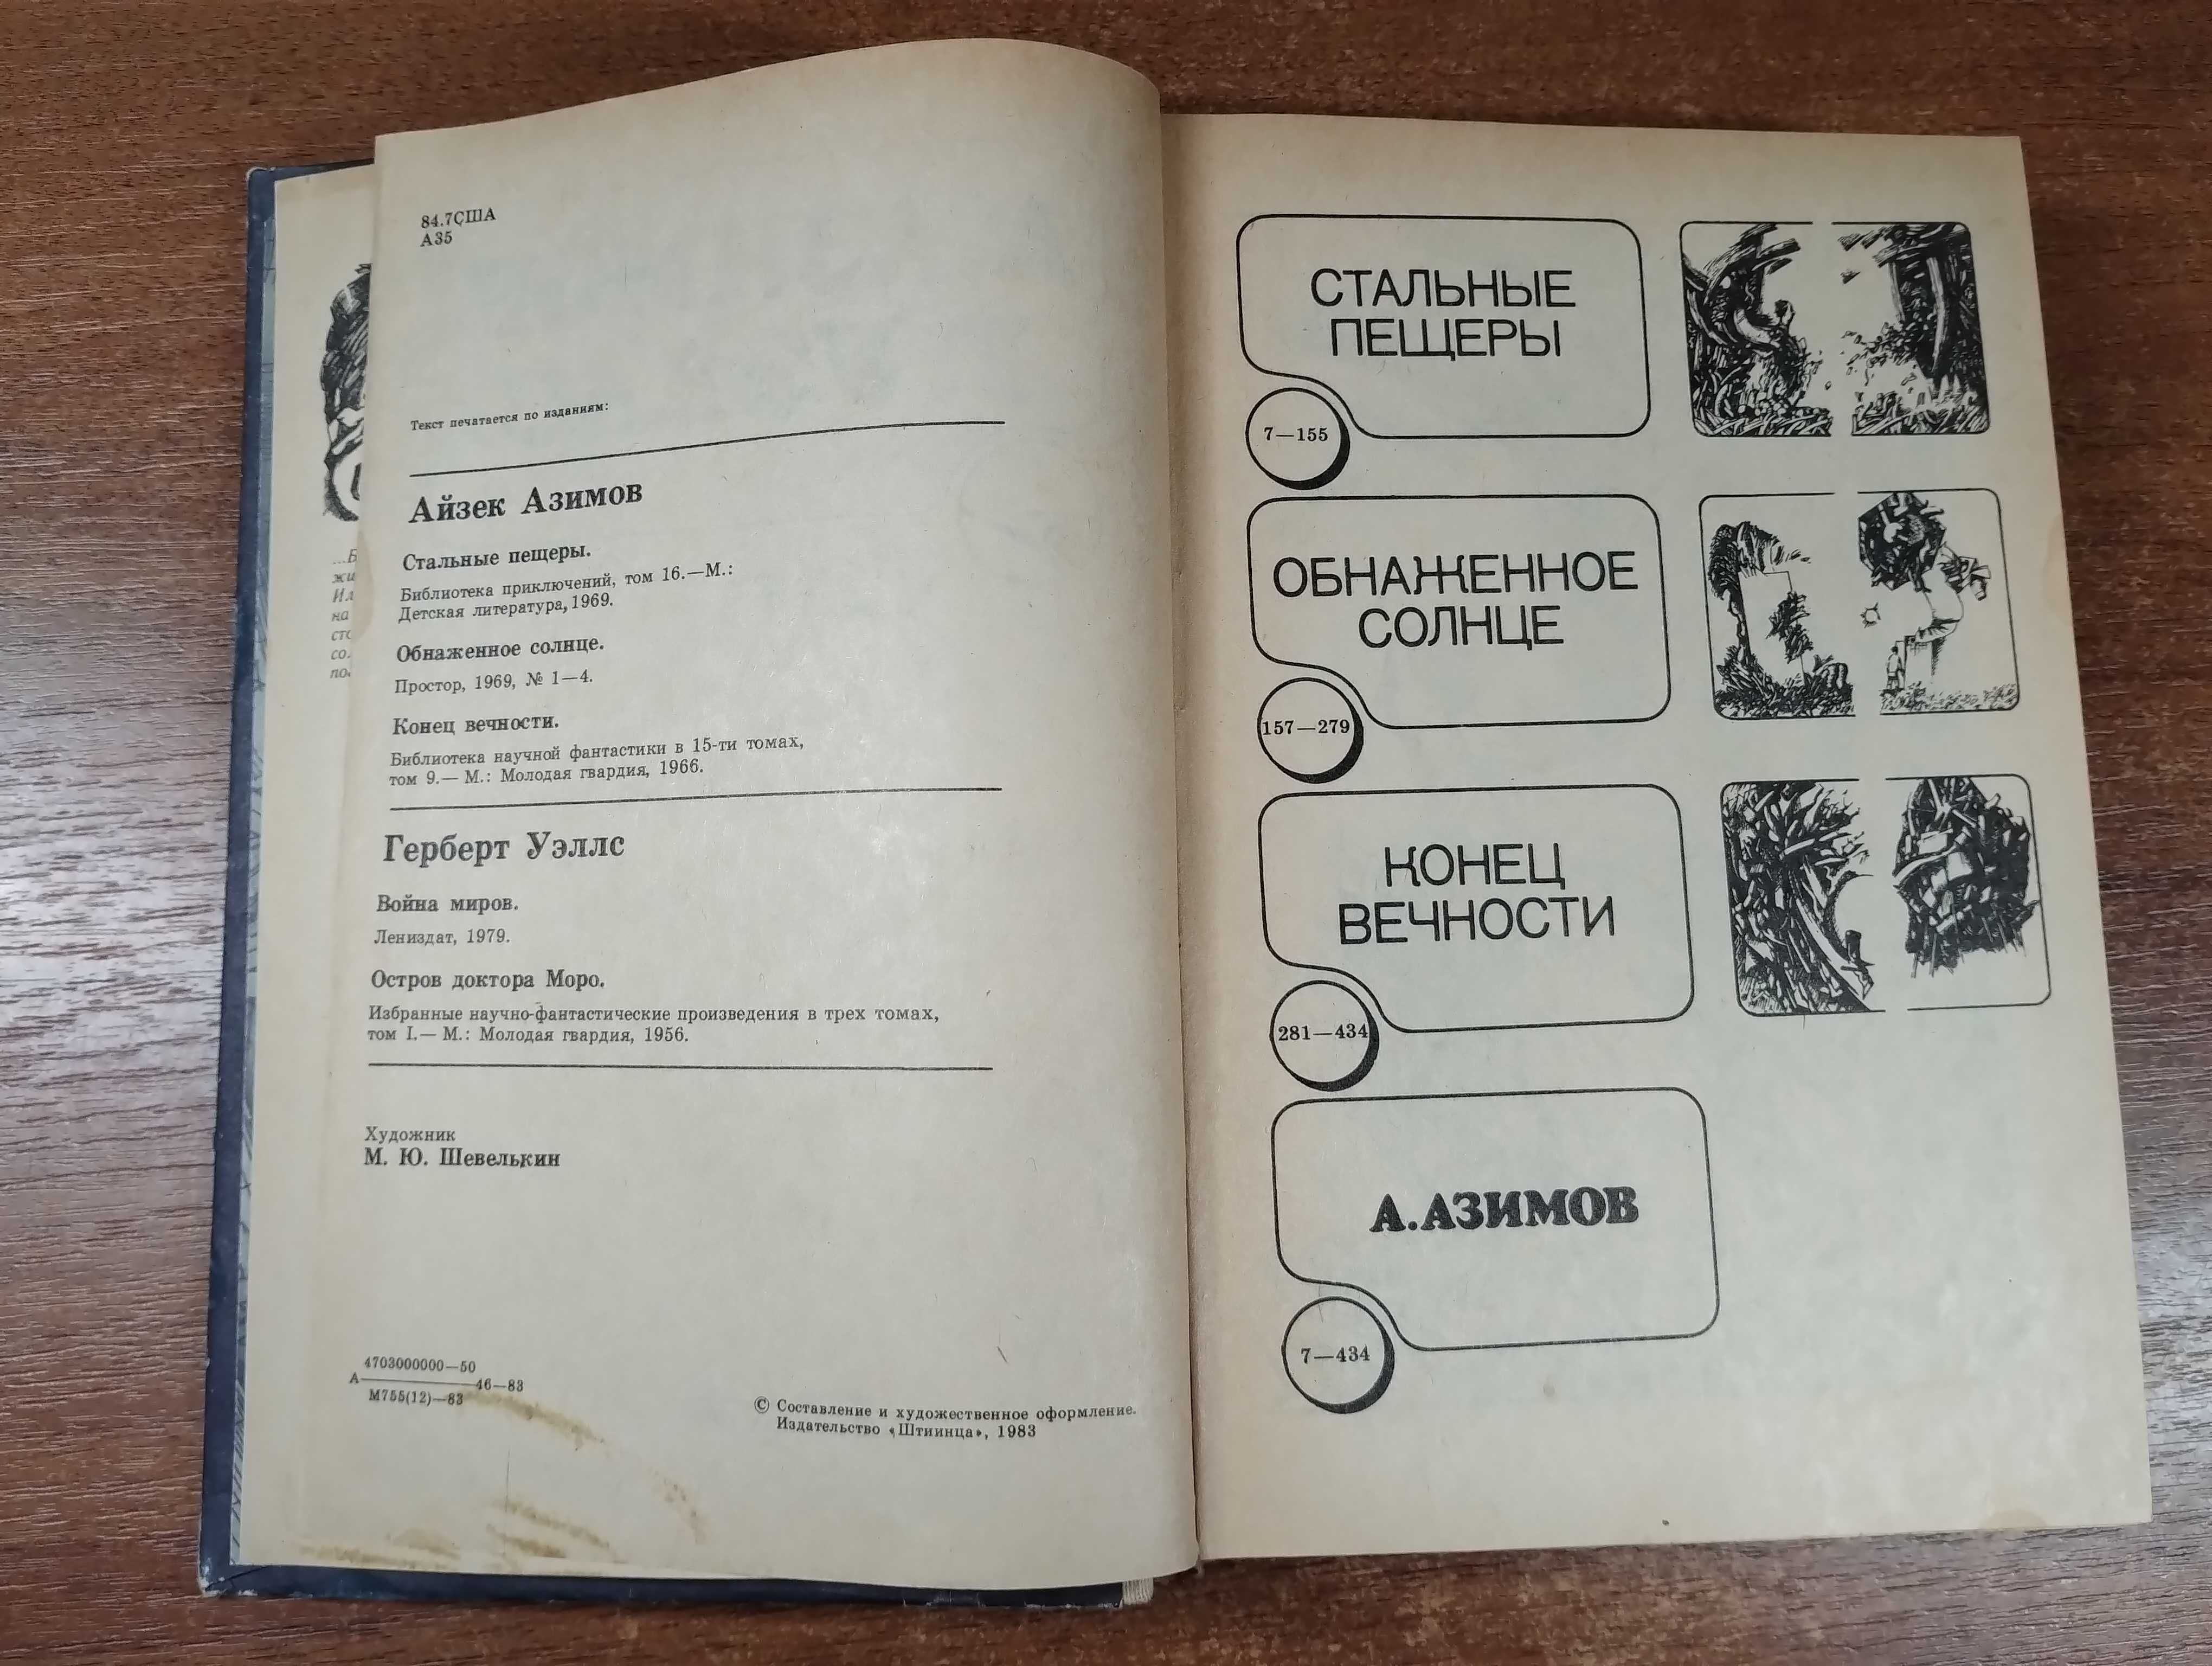 84.7США
А35
Текст печатается по изданиям:
Айзек Азимов
Стальные пещеры.
Библиотека приключений, том 16.—М.:
Детская литература, 1969.
Обнаженное солнце.
Простор, 1969, № 1—4.
Конец вечности.
Библиотека научной фантастики в 15-ти томах,
том 9.— М.: Молодая гвардия, 1966.
Герберт Уэллс
Война миров.
Лениздат, 1979.
Остров доктора Моро.
Избранные научно-фантастические произведения в трех томах,
том I.— М.: Молодая гвардия, 1956.
Художник
М. Ю. Шевелькин
4703000000—50
А 46—83
М755(12)—83
© Составление и художественное оформление.
Издательство «Штиинца», 1983
СТАЛЬНЫЕ
ПЕЩЕРЫ
7—155
ОБНАЖЕННОЕ
СОЛНЦЕ
157—279
КОНЕЦ
ВЕЧНОСТИ
281—434
А. АЗИМОВ
7—434